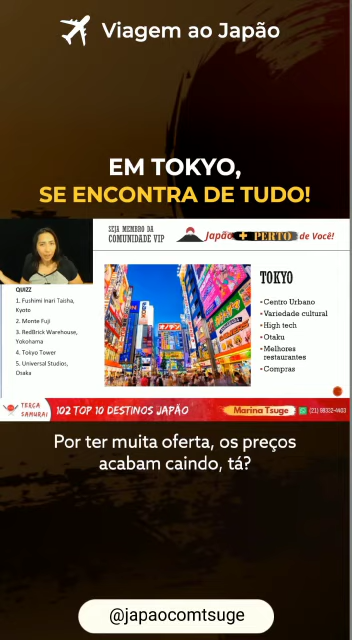 Viagem ao Japão
EM TOKYO,
SE ENCONTRA DE TUDO!
SEJA MEMBRO DA
COMUNIDADE VIP
Japão + PERTO de Você!
QUIZZ
1. Fushimi Inari Taisha,
Kyoto
2. Monte Fuji
3. RedBrick Warehouse,
Yokohama
4. Tokyo Tower
5. Universal Studios,
Osaka
TOKYO
•Centro Urbano
•Variedade cultural
•High tech
•Otaku
•Melhores
restaurantes
•Compras
TERÇA
SAMURAI
102 TOP 10 DESTINOS JAPÃO
Marina Tsuge
(21) 98332-4403
Por ter muita oferta, os preços
acabam caindo, tá?
@japaocomtsuge